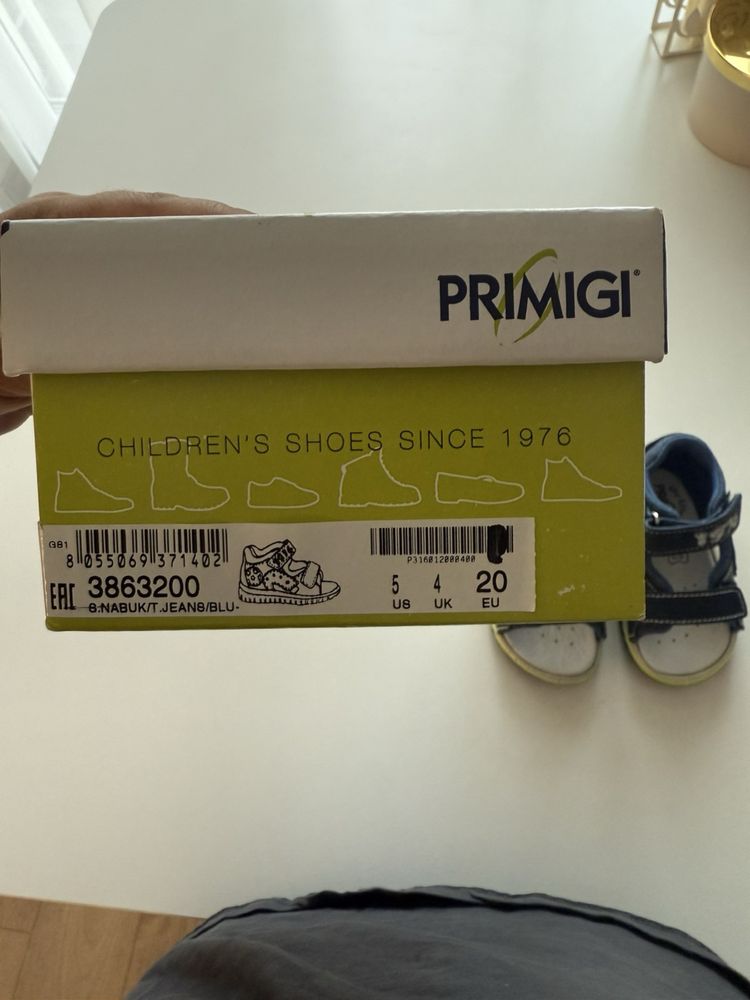 PRIMIGI®
CHILDREN'S SHOES SINCE 1976
G81
8 055069 371402
P316012000400
EAC 3863200
S.NABUK/T.JEANS/BLU-
5 4 20
US UK EU